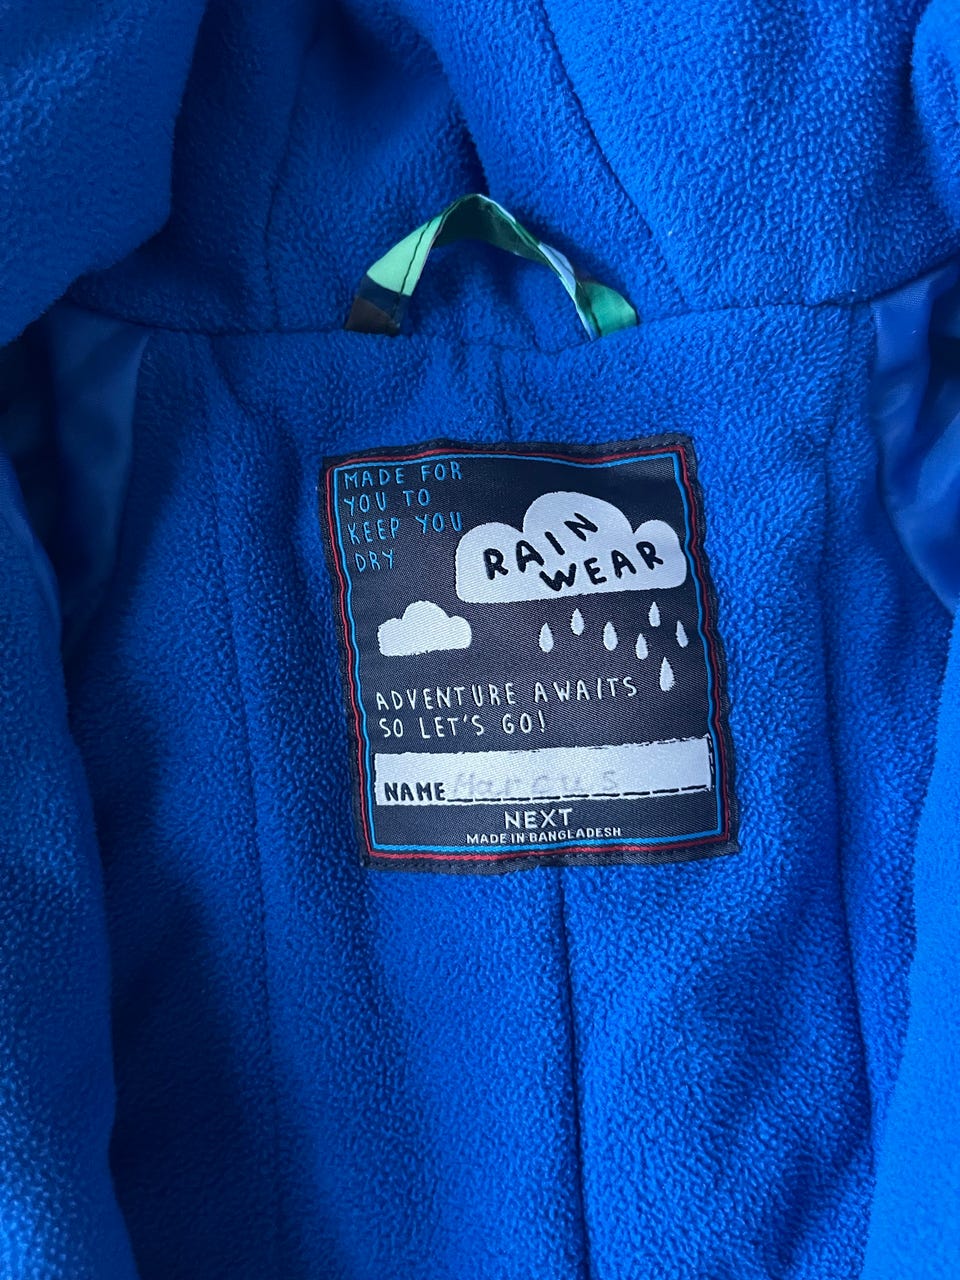 MADE FOR
YOU TO
KEEP YOU
DRY
RAIN
WEAR
ADVENTURE AWAITS
SO LET'S GO!
NAME Marcus
NEXT
MADE IN BANGLADESH